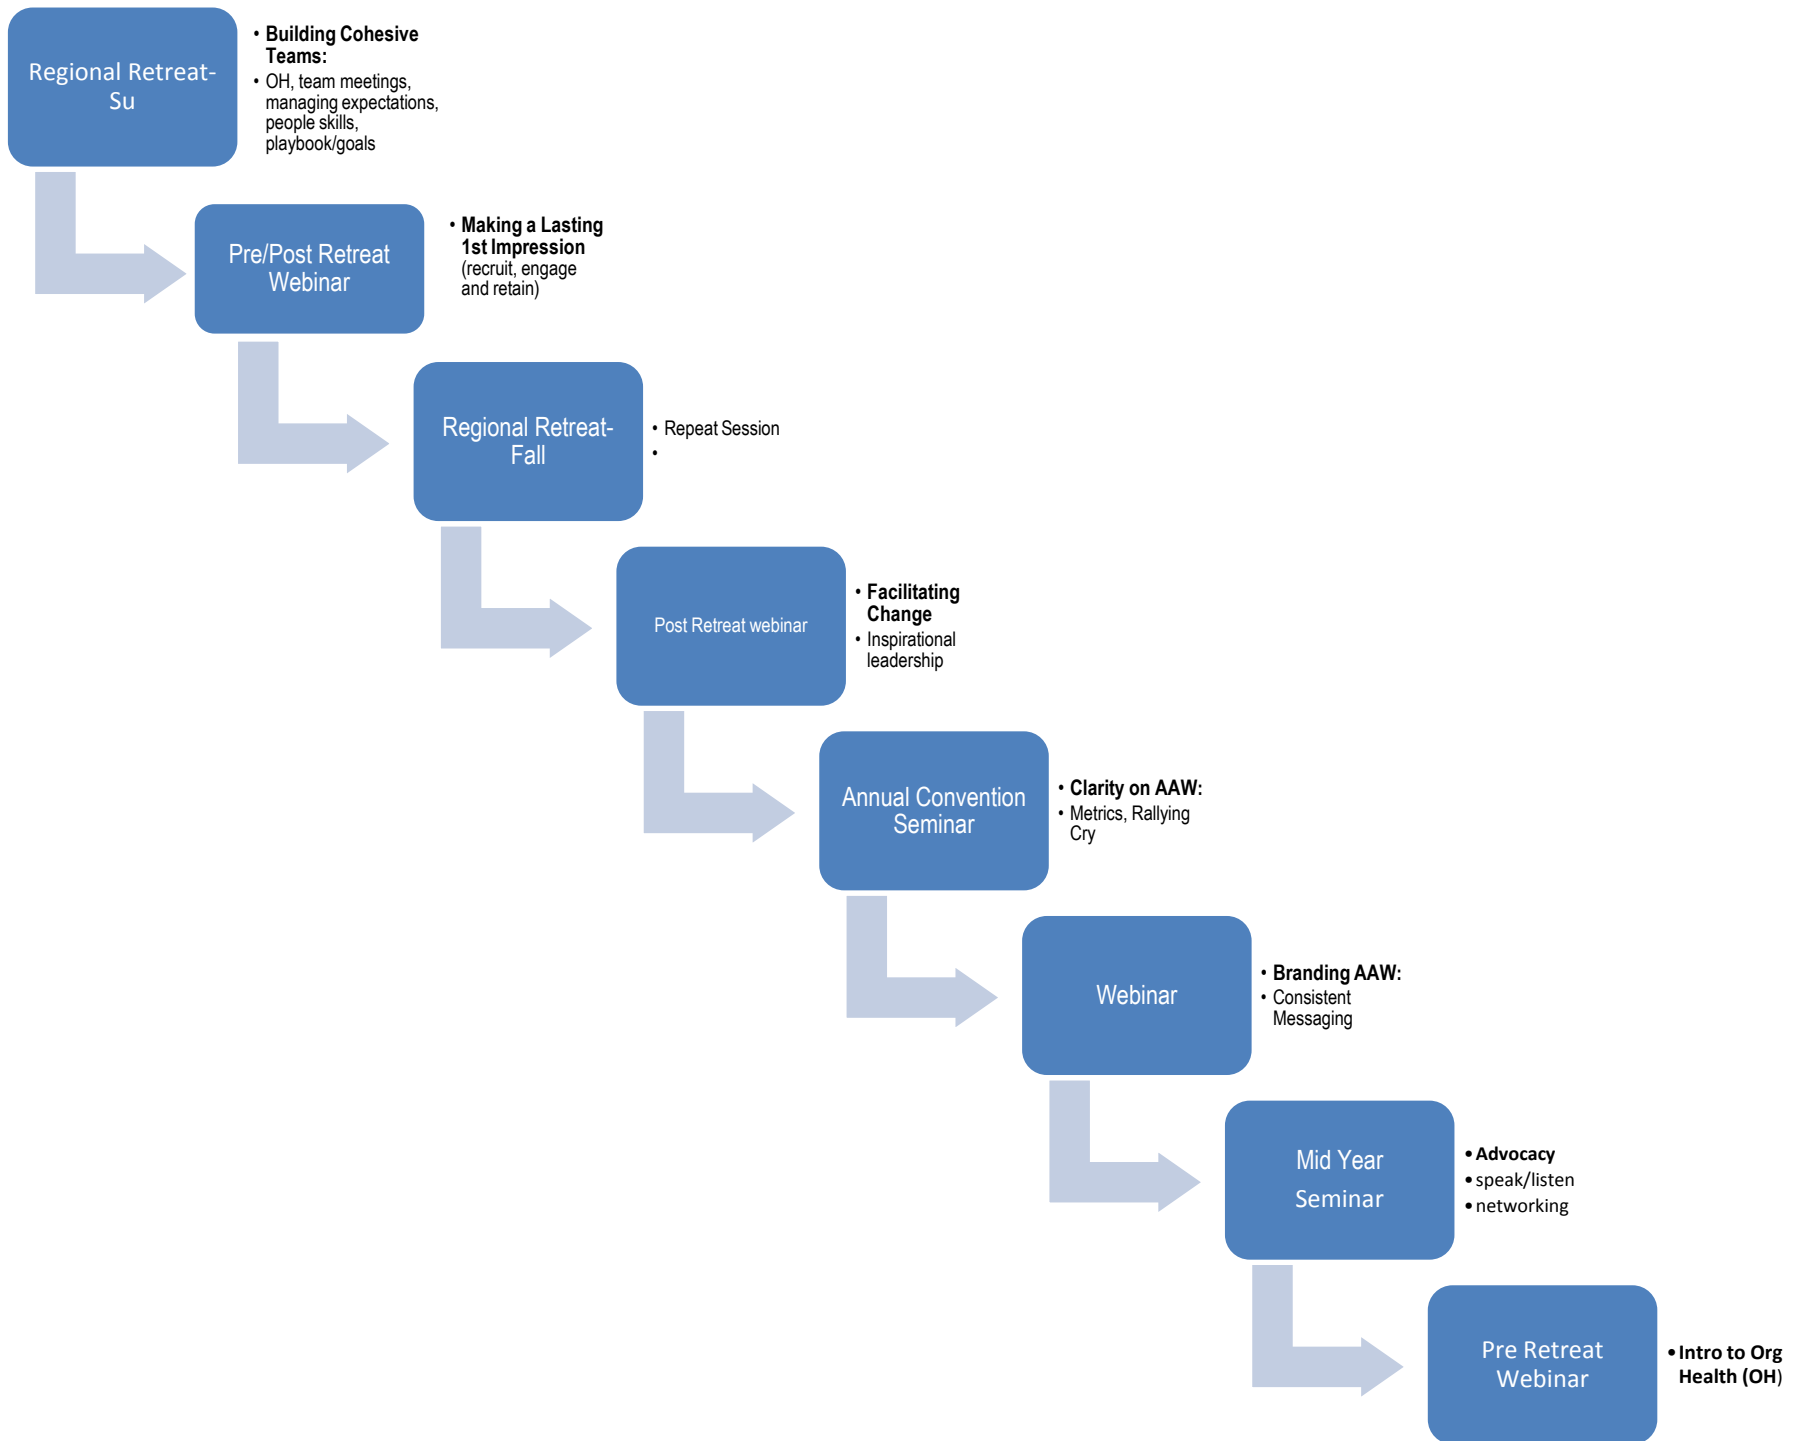 Regional Retreat-
Su
• Building Cohesive
Teams:
• OH, team meetings,
managing expectations,
people skills,
playbook/goals
Pre/Post Retreat
Webinar
• Making a Lasting
1st Impression
(recruit, engage
and retain)
Regional Retreat-
Fall
• Repeat Session
•
Post Retreat webinar
• Facilitating
Change
• Inspirational
leadership
Annual Convention
Seminar
• Clarity on AAW:
• Metrics, Rallying
Cry
Webinar
• Branding AAW:
• Consistent
Messaging
Mid Year
Seminar
• Advocacy
• speak/listen
• networking
Pre Retreat
Webinar
• Intro to Org
Health (OH)